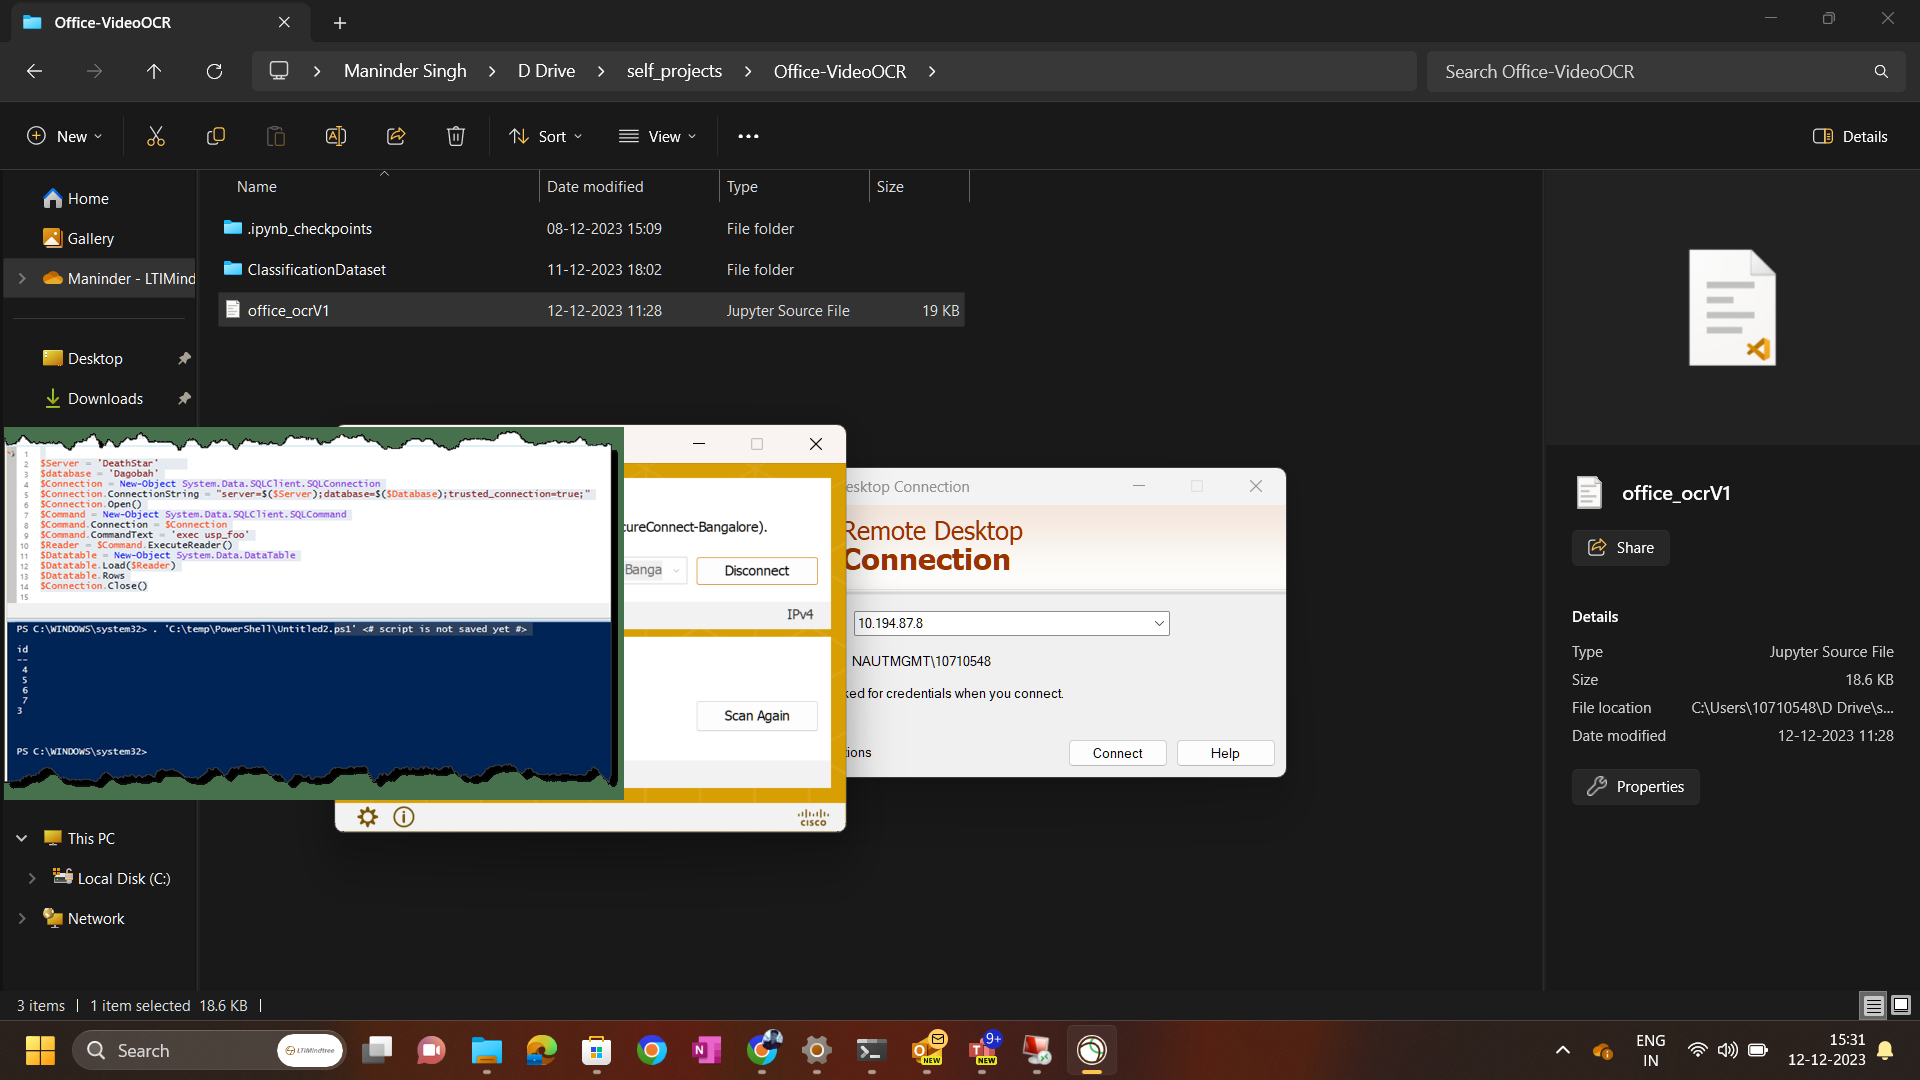 Office-VideoOCR
Maninder Singh
D Drive
self_projects
Office-VideoOCR
Search Office-VideoOCR
New
Sort
View
Details
Home
Gallery
Maninder - LTIMind
Desktop
Downloads
This PC
Local Disk (C:)
Network
Name Date modified Type Size
.ipynb_checkpoints 08-12-2023 15:09 File folder
ClassificationDataset 11-12-2023 18:02 File folder
office_ocrV1 12-12-2023 11:28 Jupyter Source File 19 KB
1
2 $Server = 'DeathStar'
3 $database = 'Dagobah'
4 $Connection = New-Object System.Data.SQLClient.SQLConnection
5 $Connection.ConnectionString = "server=$($Server);database=$($Database);trusted_connection=true;"
6 $Connection.Open()
7 $Command = New-Object System.Data.SQLClient.SQLCommand
8 $Command.Connection = $Connection
9 $Command.CommandText = 'exec usp_foo'
10 $Reader = $Command.ExecuteReader()
11 $Datatable = New-Object System.Data.DataTable
12 $Datatable.Load($Reader)
13 $Datatable.Rows
14 $Connection.Close()
15
PS C:\WINDOWS\system32> . 'C:\temp\PowerShell\Untitled2.ps1' <# script is not saved yet #>
id
--
4
5
6
7
3
PS C:\WINDOWS\system32>
cureConnect-Bangalore).
Banga
Disconnect
IPv4
Scan Again
cisco
esktop Connection
Remote Desktop
Connection
10.194.87.8
NAUTMGMT\10710548
ked for credentials when you connect.
tions
Connect
Help
office_ocrV1
Share
Details
Type Jupyter Source File
Size 18.6 KB
File location C:\Users\10710548\D Drive\s...
Date modified 12-12-2023 11:28
Properties
3 items
1 item selected 18.6 KB
Search
LTIMindtree
NEW
9+
NEW
ENG
IN
15:31
12-12-2023